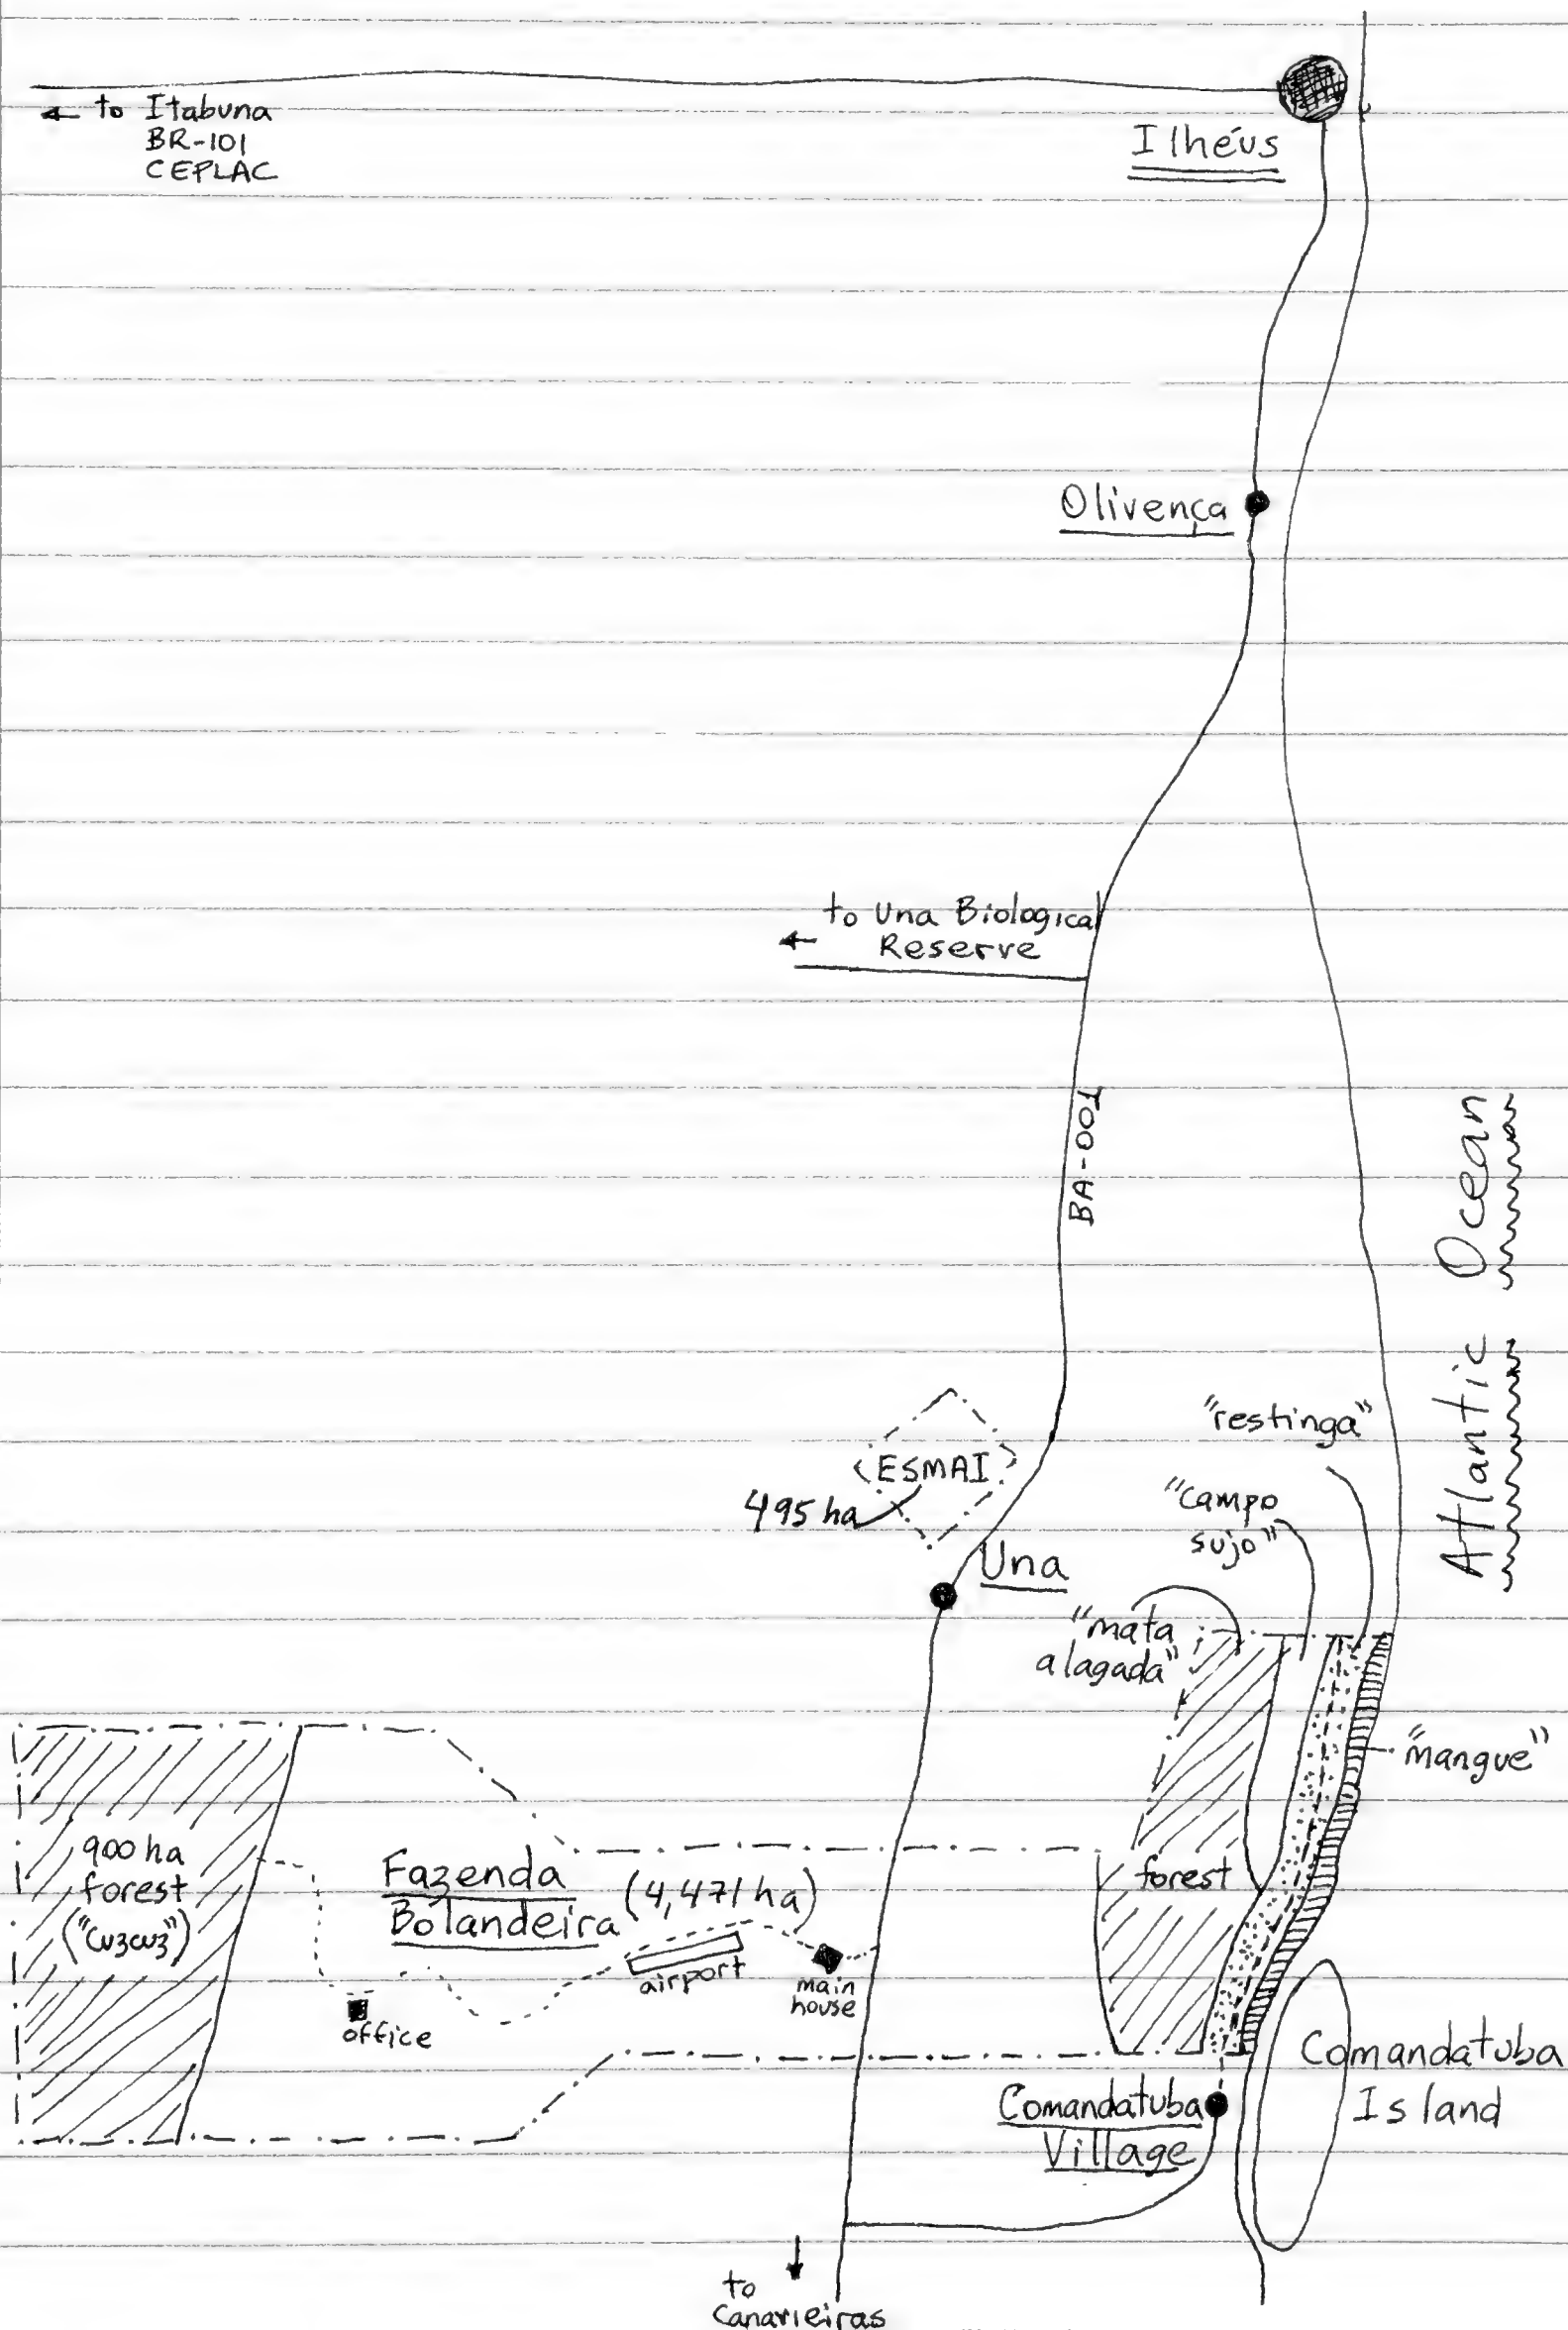 ← to Itabuna
BR-101
CEPLAC
Ilhéus
Olivença
to Una Biological
← Reserve
BA-001
Atlantic Ocean
"restinga"
ESMAI
495 ha
"campo
sujo"
Una
"mata
alagada"
"mangue"
900 ha
forest
("cuzcuz")
Fazenda
Bolandeira
(4,471 ha)
forest
airport
main
house
office
Comandatuba
Island
Comandatuba
Village
to
Canavieiras